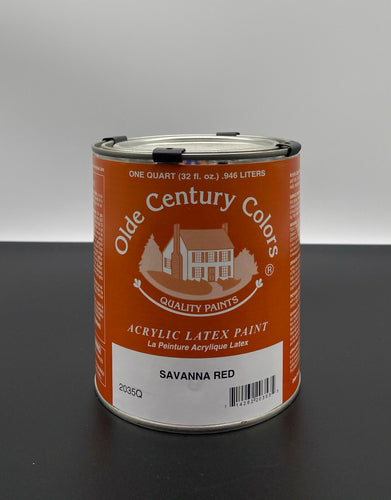 ONE QUART (32 fl. oz.) .946 LITERS
Olde Century Colors
®
QUALITY PAINTS
ACRYLIC LATEX PAINT
La Peinture Acrylique Latex
SAVANNA RED
2035Q